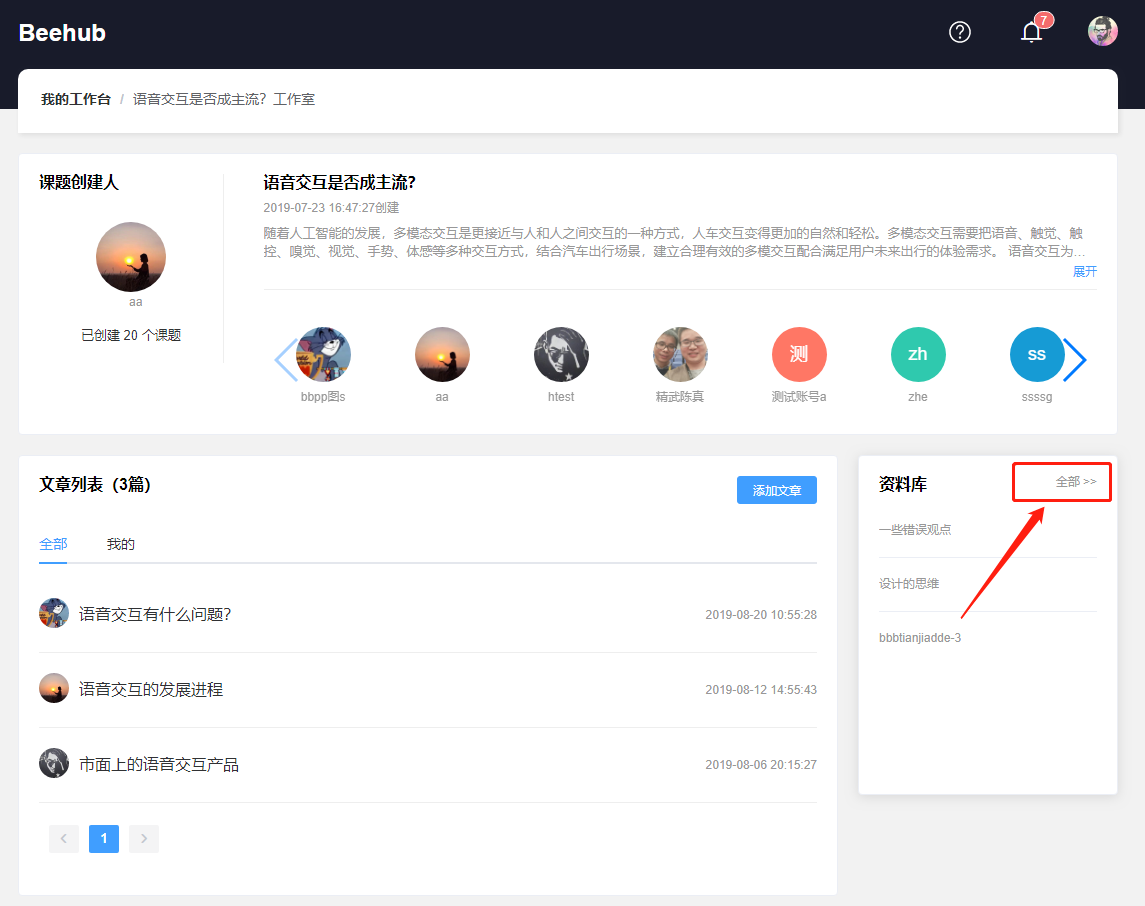 Beehub
7
我的工作台 / 语音交互是否成主流？工作室
课题创建人
aa
已创建 20 个课题
语音交互是否成主流？
2019-07-23 16:47:27创建
随着人工智能的发展，多模态交互是更接近与人和人之间交互的一种方式，人车交互变得更加的自然和轻松。多模态交互需要把语音、触觉、触
控、嗅觉、视觉、手势、体感等多种交互方式，结合汽车出行场景，建立合理有效的多模交互配合满足用户未来出行的体验需求。 语音交互为…
展开
测 zh ss
bbpp图s aa htest 精武陈真 测试账号a zhe ssssg
文章列表（3篇）
添加文章
全部 我的
语音交互有什么问题？ 2019-08-20 10:55:28
语音交互的发展进程 2019-08-12 14:55:43
市面上的语音交互产品 2019-08-06 20:15:27
< 1 >
资料库 全部 >>
一些错误观点
设计的思维
bbbtianjiadde-3